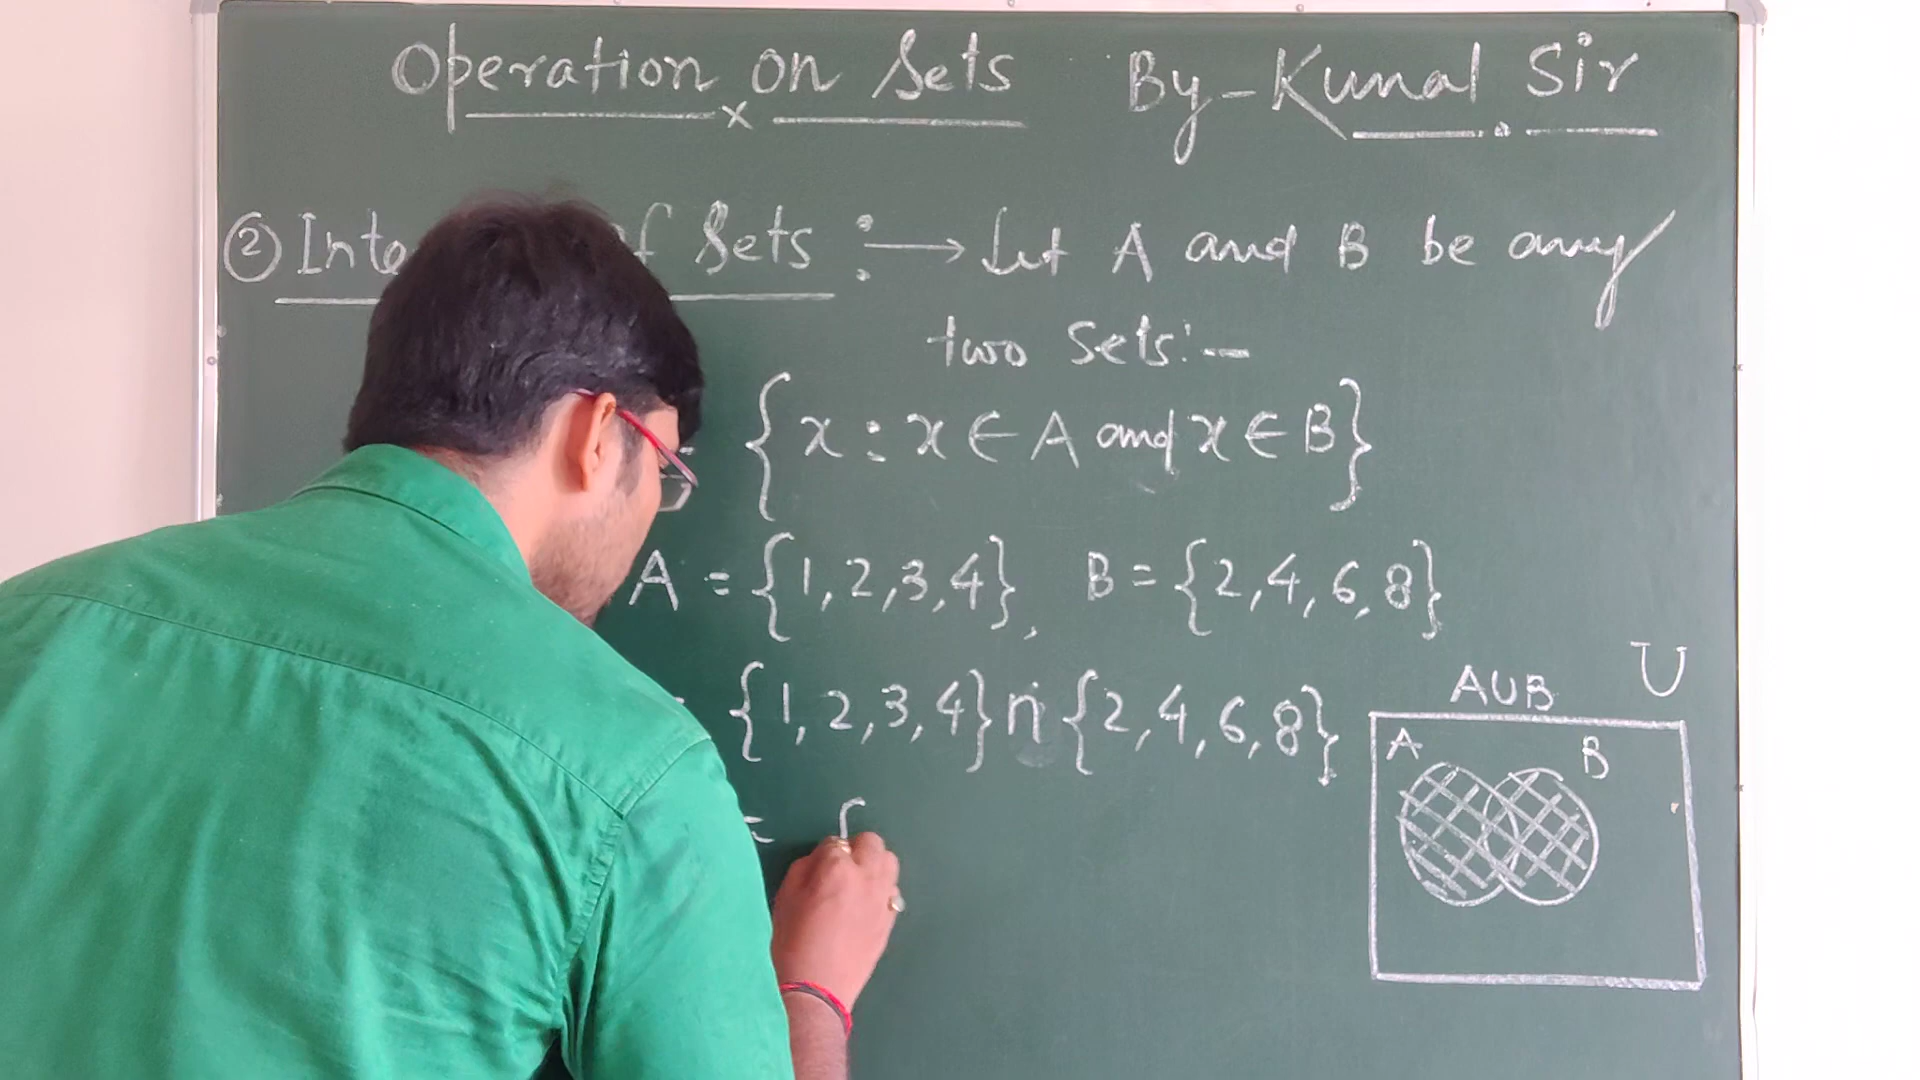 Operation on Sets By-Kunal Sir
② Inte of Sets :→ Let A and B be any
two Sets:-
= {x : x ∈ A and x ∈ B}
A = {1,2,3,4}, B = {2,4,6,8}
= {1,2,3,4} ∩ {2,4,6,8}
= {
A∪B U
A B